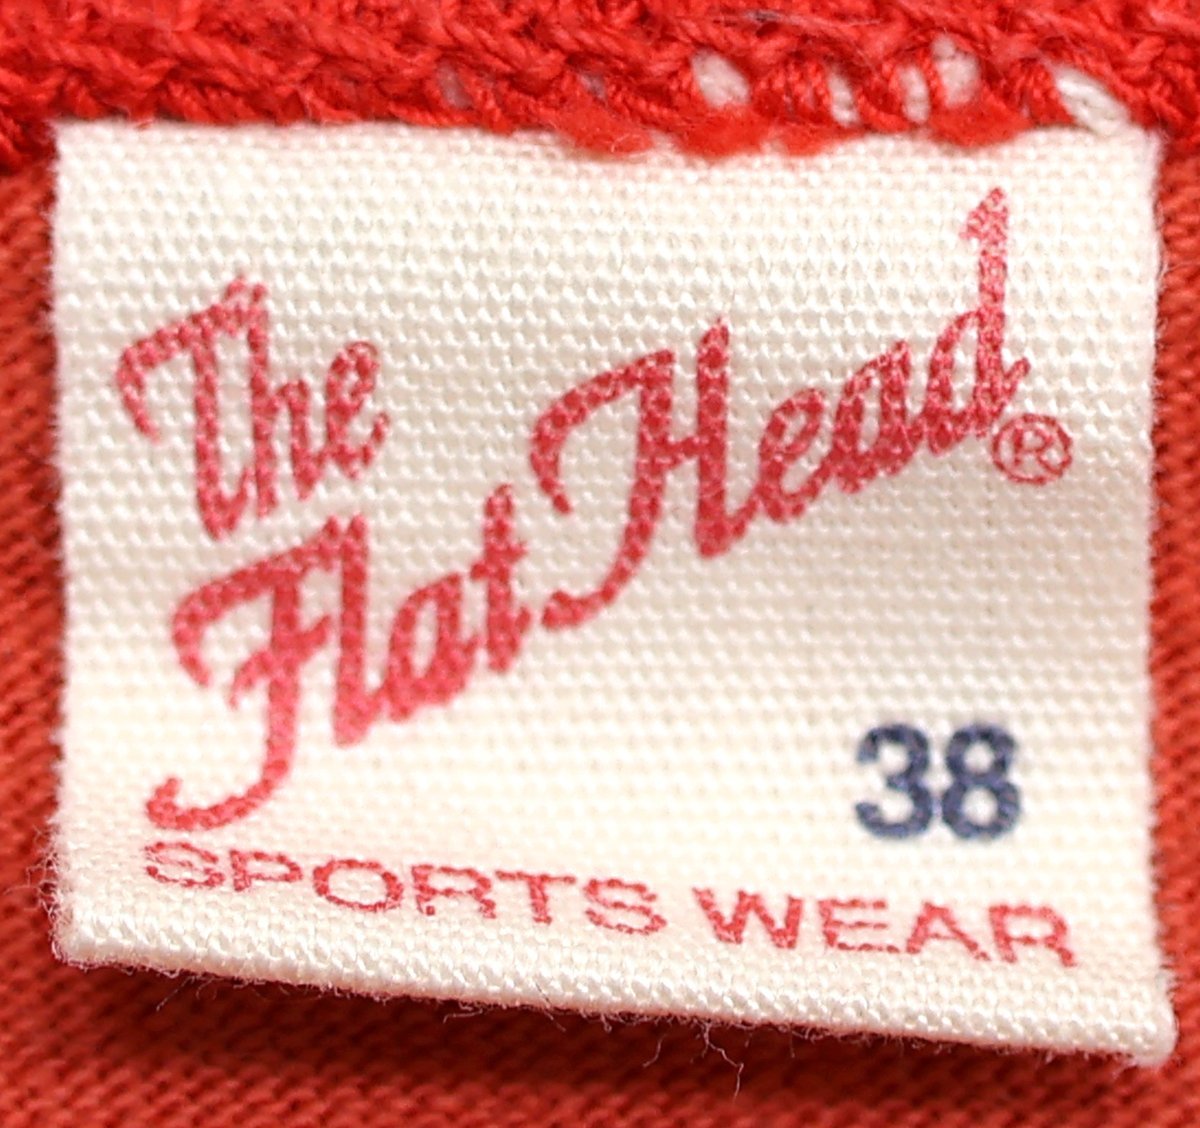 The
Flat Head®
38
SPORTS WEAR